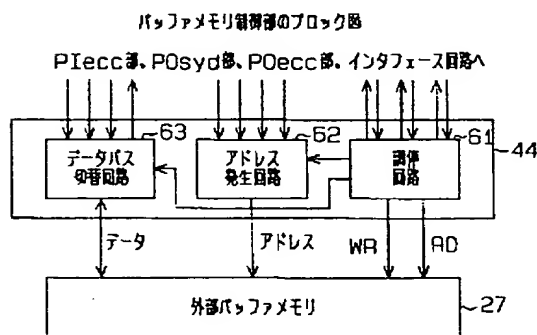 バッファメモリ制御部のブロック図
PIecc部、POsyd部、POecc部、インタフェース回路へ
63 62 61
データバス切替回路
アドレス発生回路
調停回路
44
データ
アドレス
WR
RD
外部バッファメモリ
27